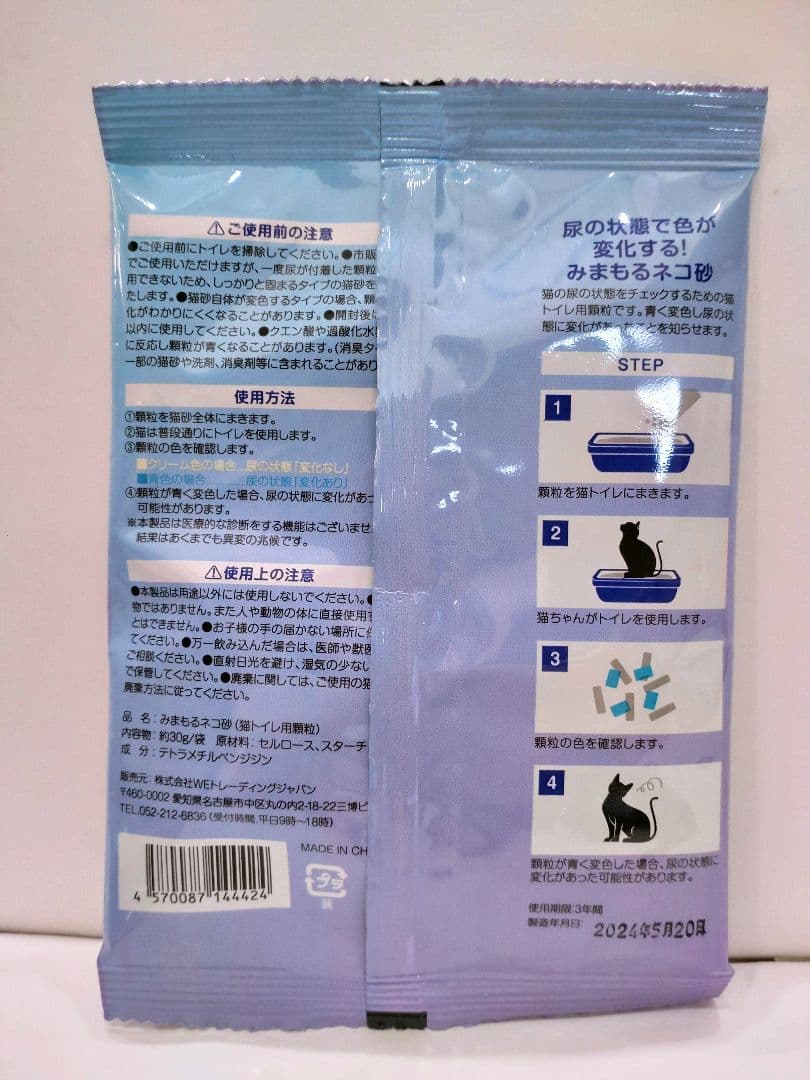 ⚠ご使用前の注意
●ご使用前にトイレを掃除してください。●市販
でご使用いただけますが、一度尿が付着した顆粒
用できないため、しっかりと固まるタイプの猫砂を
たします。●猫砂自体が変色するタイプの場合、顆
化がわかりにくくなることがあります。●開封後は
以内に使用してください。●クエン酸や過酸化水
に反応し顆粒が青くなることがあります。(消臭タ
一部の猫砂や洗剤、消臭剤等に含まれることがあり
使用方法
①顆粒を猫砂全体にまきます。
②猫は普段通りにトイレを使用します。
③顆粒の色を確認します。
■クリーム色の場合...尿の状態「変化なし」
■青色の場合............尿の状態「変化あり」
④顆粒が青く変色した場合、尿の状態に変化があっ
可能性があります。
※本製品は医療的な診断をする機能はございませ
結果はあくまでも異変の兆候です。
⚠使用上の注意
●本製品は用途以外には使用しないでください。●
物ではありません。また人や動物の体に直接使用す
とはできません。●お子様の手の届かない場所に保
てください。●万一飲み込んだ場合は、医師や獣医
ご相談ください。●直射日光を避け、湿気の少ない
で保管してください。●廃棄に関しては、ご使用の猫
廃棄方法に従ってください。
品 名:みまもるネコ砂(猫トイレ用顆粒)
内容物:約30g/袋 原材料:セルロース、スターチ
成 分:テトラメチルベンジジン
販売元:株式会社WEトレーディングジャパン
〒460-0002 愛知県名古屋市中区丸の内2-18-22三博ビ
TEL.052-212-6836(受付時間.平日9時〜18時)
MADE IN CH
プラ
袋
4 570087 144424
尿の状態で色が
変化する!
みまもるネコ砂
猫の尿の状態をチェックするための猫
トイレ用顆粒です。青く変色し尿の状
態に変化があったことを知らせます。
STEP
1
顆粒を猫トイレにまきます。
2
猫ちゃんがトイレを使用します。
3
顆粒の色を確認します。
4
顆粒が青く変色した場合、尿の状態に
変化があった可能性があります。
使用期限:3年間
製造年月日: 2024年5月20日